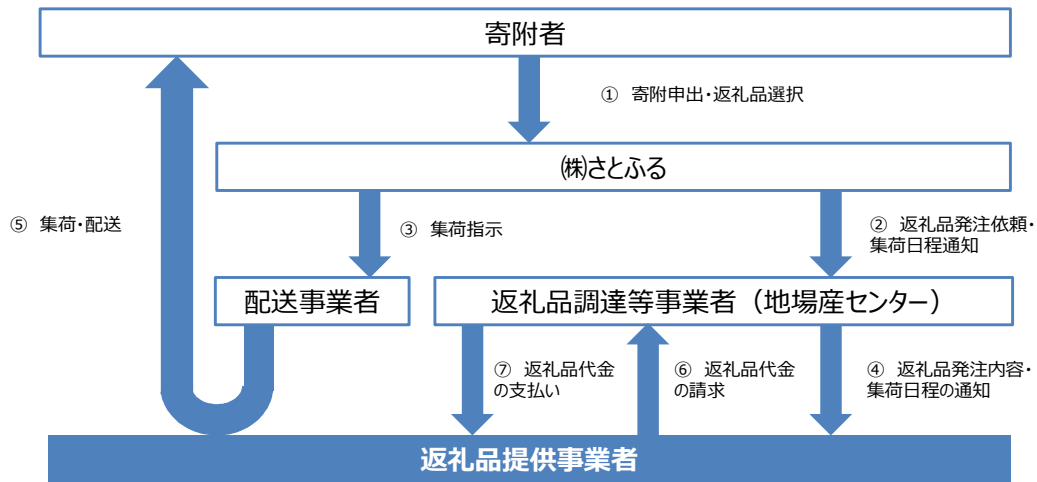 寄附者
① 寄附申出・返礼品選択
㈱さとふる
⑤ 集荷・配送
③ 集荷指示
② 返礼品発注依頼・
集荷日程通知
配送事業者
返礼品調達等事業者（地場産センター）
⑦ 返礼品代金
の支払い
⑥ 返礼品代金
の請求
④ 返礼品発注内容・
集荷日程の通知
返礼品提供事業者